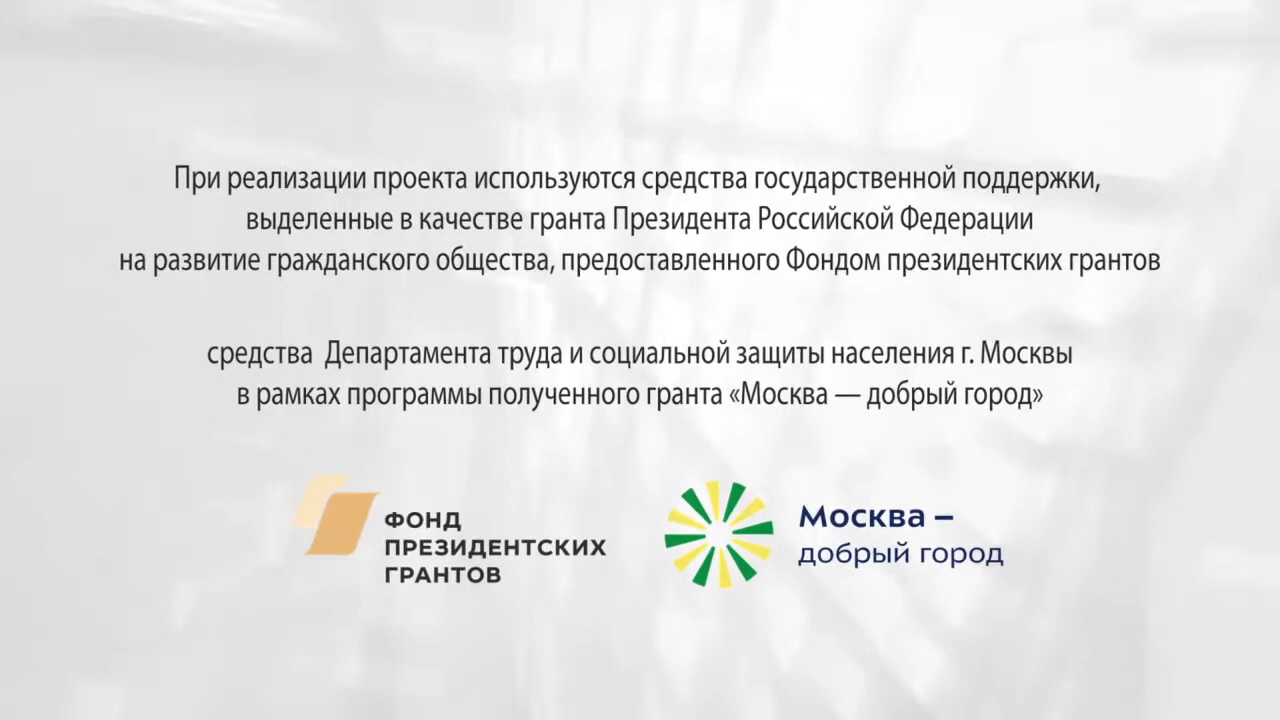 При реализации проекта используются средства государственной поддержки,
выделенные в качестве гранта Президента Российской Федерации
на развитие гражданского общества, предоставленного Фондом президентских грантов
средства Департамента труда и социальной защиты населения г. Москвы
в рамках программы полученного гранта «Москва — добрый город»
ФОНД
ПРЕЗИДЕНТСКИХ
ГРАНТОВ
Москва –
добрый город